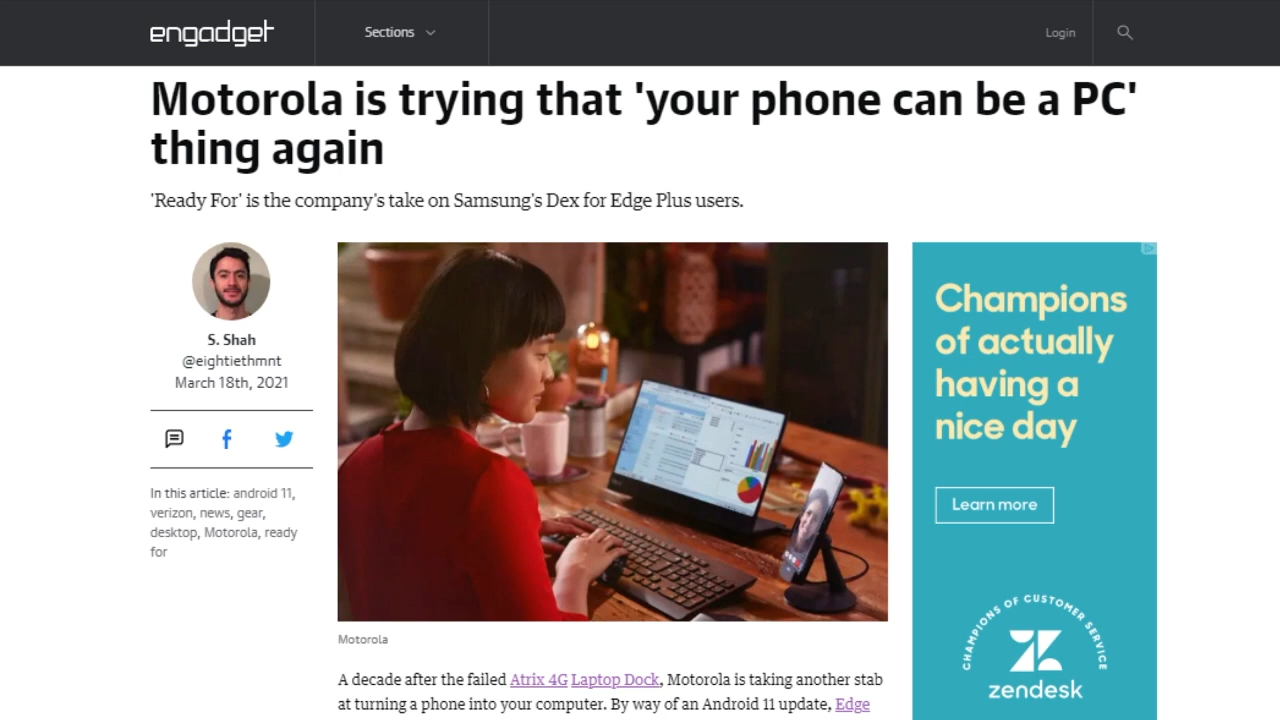 engadget
Sections
Login
Motorola is trying that 'your phone can be a PC'
thing again
'Ready For' is the company's take on Samsung's Dex for Edge Plus users.
S. Shah
@eightiethmnt
March 18th, 2021
In this article: android 11,
verizon, news, gear,
desktop, Motorola, ready
for
Motorola
A decade after the failed Atrix 4G Laptop Dock, Motorola is taking another stab
at turning a phone into your computer. By way of an Android 11 update, Edge
Champions
of actually
having a
nice day
Learn more
CHAMPIONS OF CUSTOMER SERVICE
zendesk